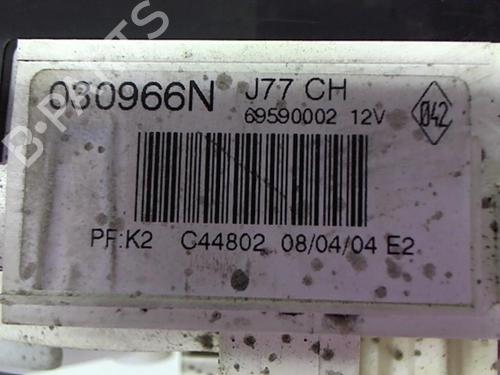 030966N J77 CH
69590002 12V
042
PF:K2 C44802 08/04/04 E2
B-PARTS